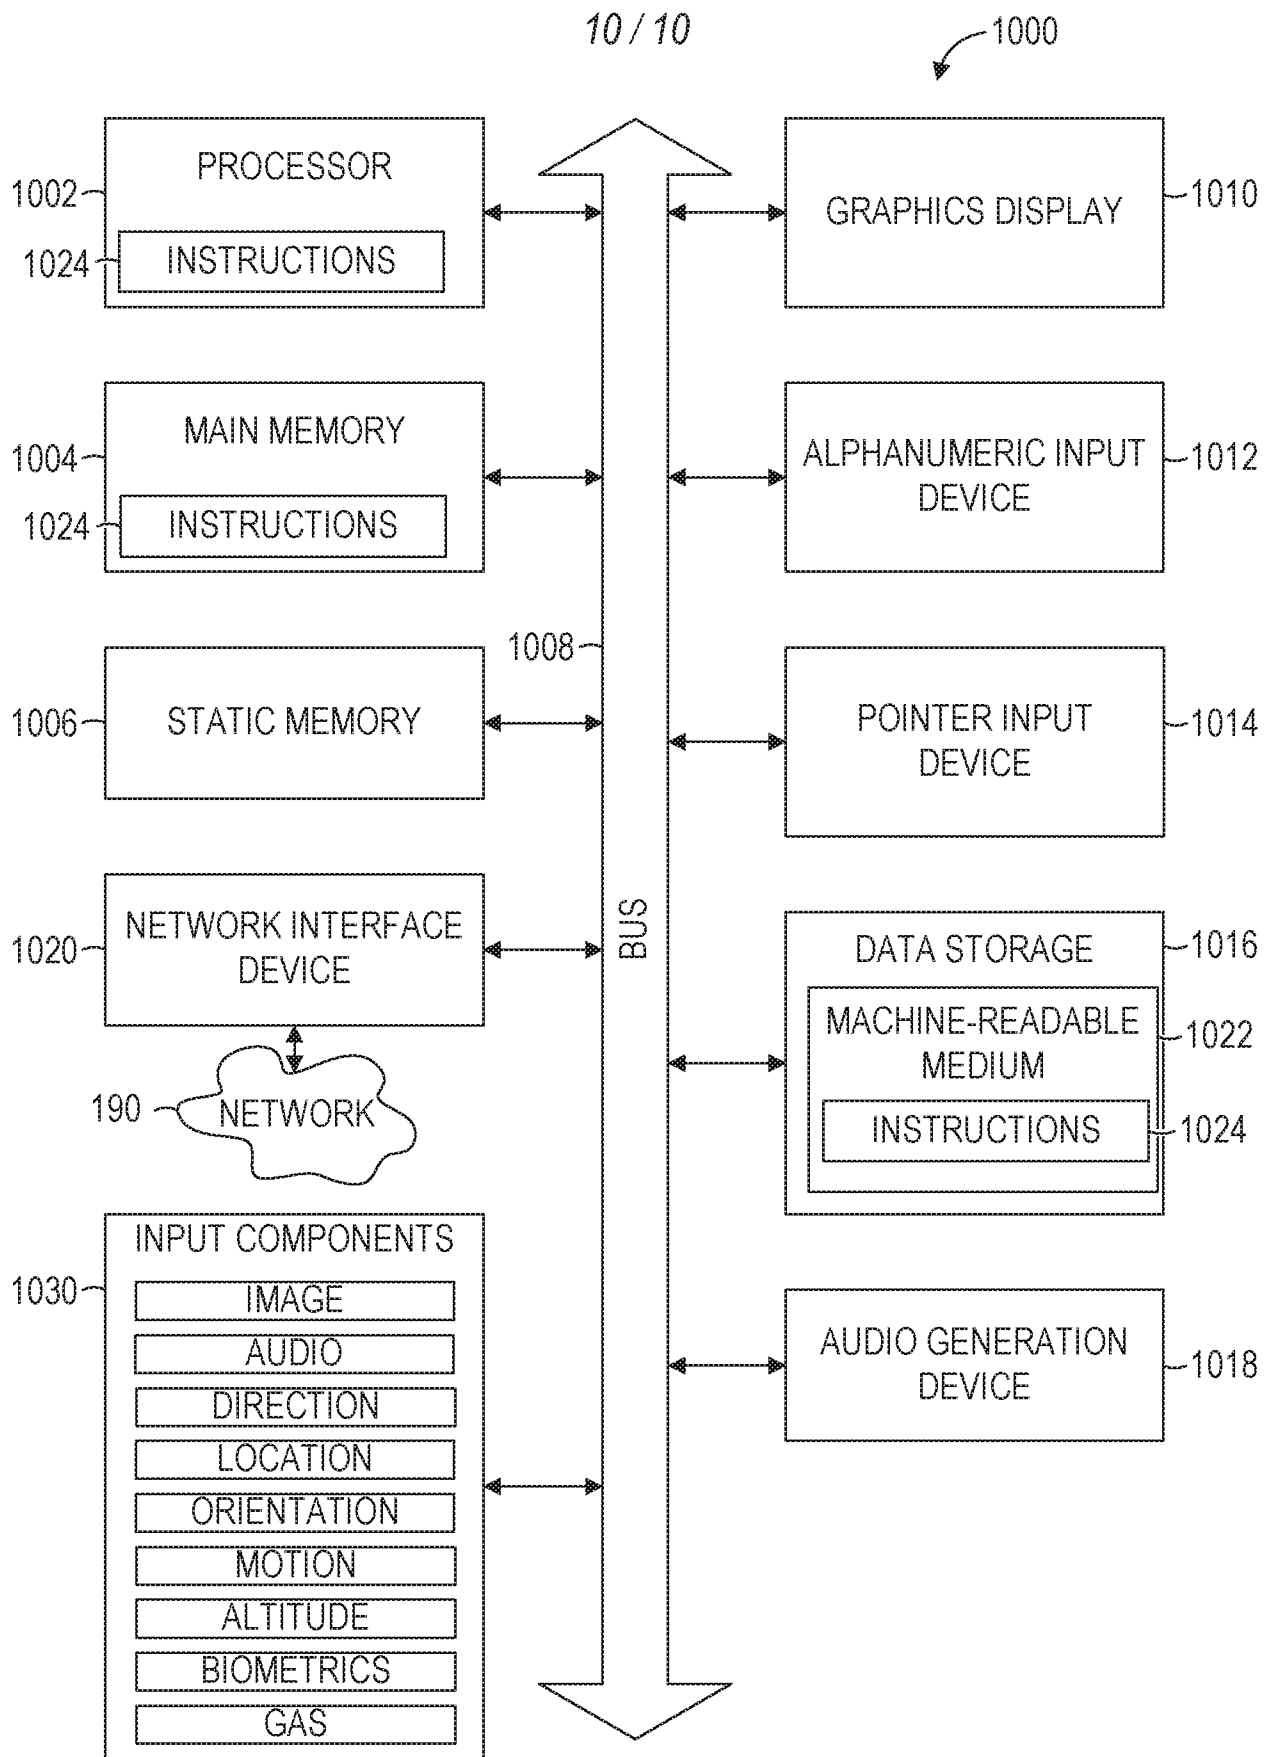 10 / 10
1000
PROCESSOR
1002
INSTRUCTIONS
1024
MAIN MEMORY
1004
INSTRUCTIONS
1024
STATIC MEMORY
1006
NETWORK INTERFACE
DEVICE
1020
NETWORK
190
INPUT COMPONENTS
1030
IMAGE
AUDIO
DIRECTION
LOCATION
ORIENTATION
MOTION
ALTITUDE
BIOMETRICS
GAS
1008
BUS
GRAPHICS DISPLAY
1010
ALPHANUMERIC INPUT
DEVICE
1012
POINTER INPUT
DEVICE
1014
DATA STORAGE
1016
MACHINE-READABLE
MEDIUM
1022
INSTRUCTIONS
1024
AUDIO GENERATION
DEVICE
1018